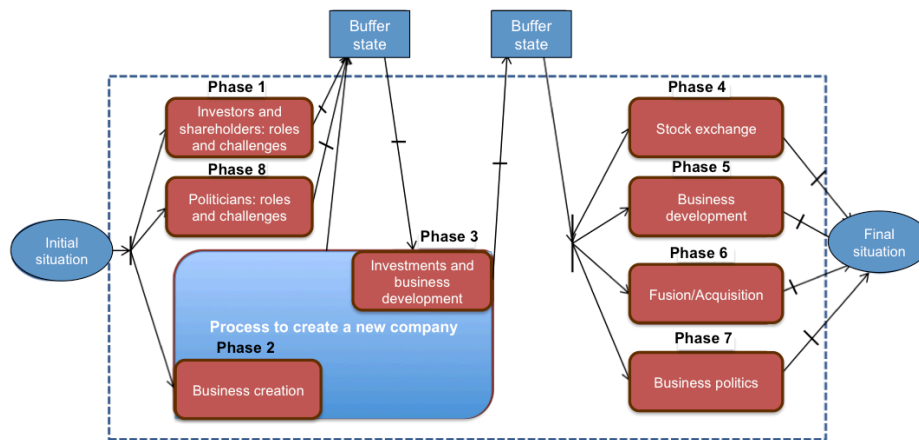 Buffer
state
Buffer
state
Phase 1
Investors and
shareholders: roles
and challenges
Phase 8
Politicians: roles
and challenges
Initial
situation
Phase 3
Investments and
business
development
Process to create a new company
Phase 2
Business creation
Phase 4
Stock exchange
Phase 5
Business
development
Final
situation
Phase 6
Fusion/Acquisition
Phase 7
Business politics